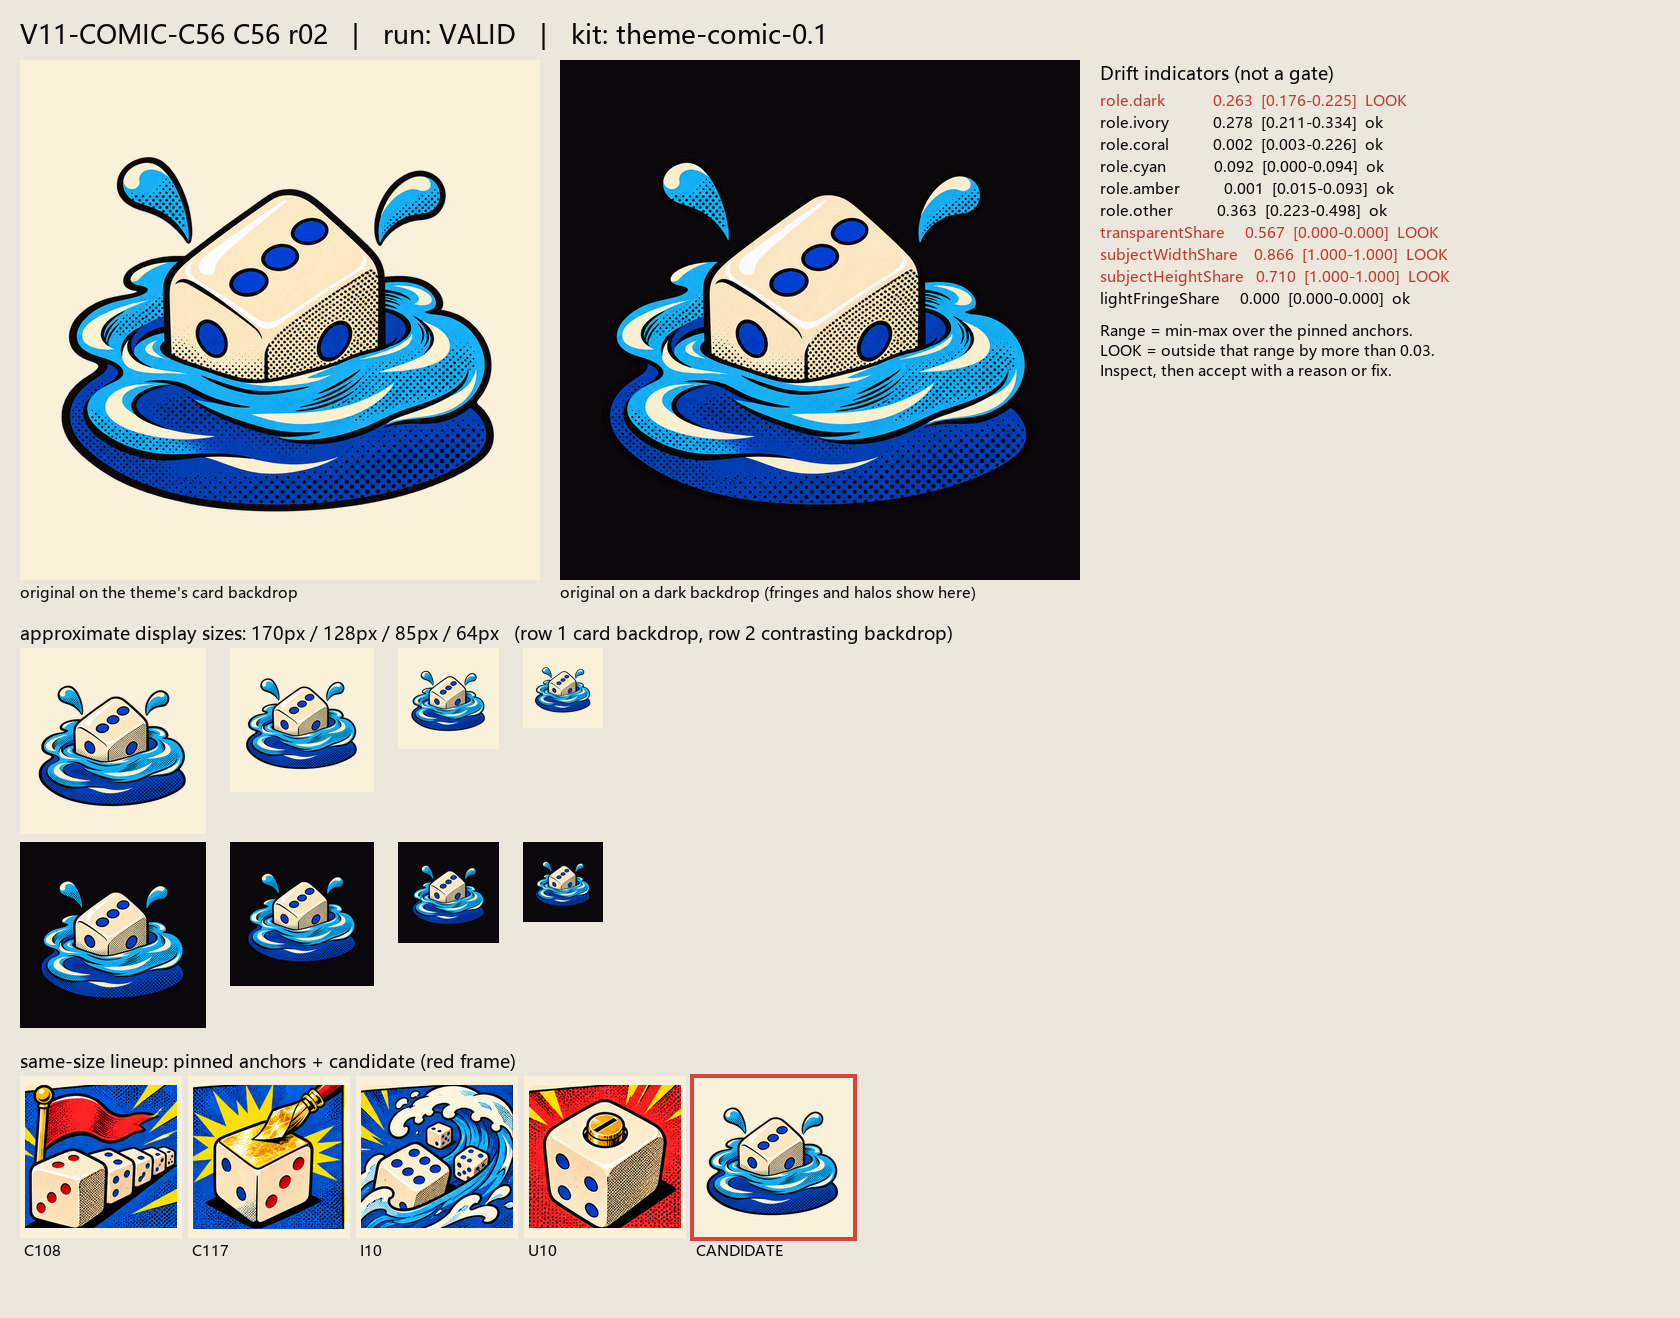 V11-COMIC-C56 C56 r02 | run: VALID | kit: theme-comic-0.1
Drift indicators (not a gate)
role.dark 0.263 [0.176-0.225] LOOK
role.ivory 0.278 [0.211-0.334] ok
role.coral 0.002 [0.003-0.226] ok
role.cyan 0.092 [0.000-0.094] ok
role.amber 0.001 [0.015-0.093] ok
role.other 0.363 [0.223-0.498] ok
transparentShare 0.567 [0.000-0.000] LOOK
subjectWidthShare 0.866 [1.000-1.000] LOOK
subjectHeightShare 0.710 [1.000-1.000] LOOK
lightFringeShare 0.000 [0.000-0.000] ok
Range = min-max over the pinned anchors.
LOOK = outside that range by more than 0.03.
Inspect, then accept with a reason or fix.
original on the theme's card backdrop
original on a dark backdrop (fringes and halos show here)
approximate display sizes: 170px / 128px / 85px / 64px (row 1 card backdrop, row 2 contrasting backdrop)
same-size lineup: pinned anchors + candidate (red frame)
C108
C117
I10
U10
CANDIDATE